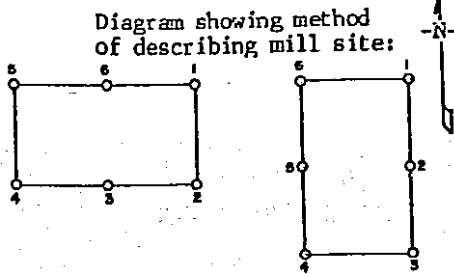 Diagram showing method
of describing mill site:
-N-
5 6 1
4 3 2
6 1
5 2
4 3